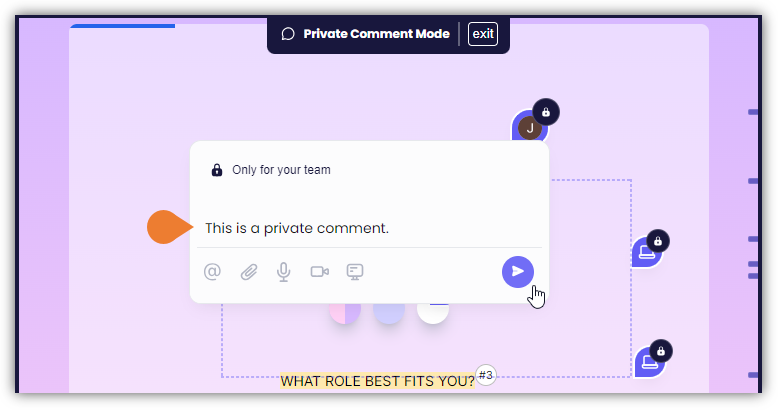 Private Comment Mode exit
J
Only for your team
This is a private comment.
WHAT ROLE BEST FITS YOU? #3